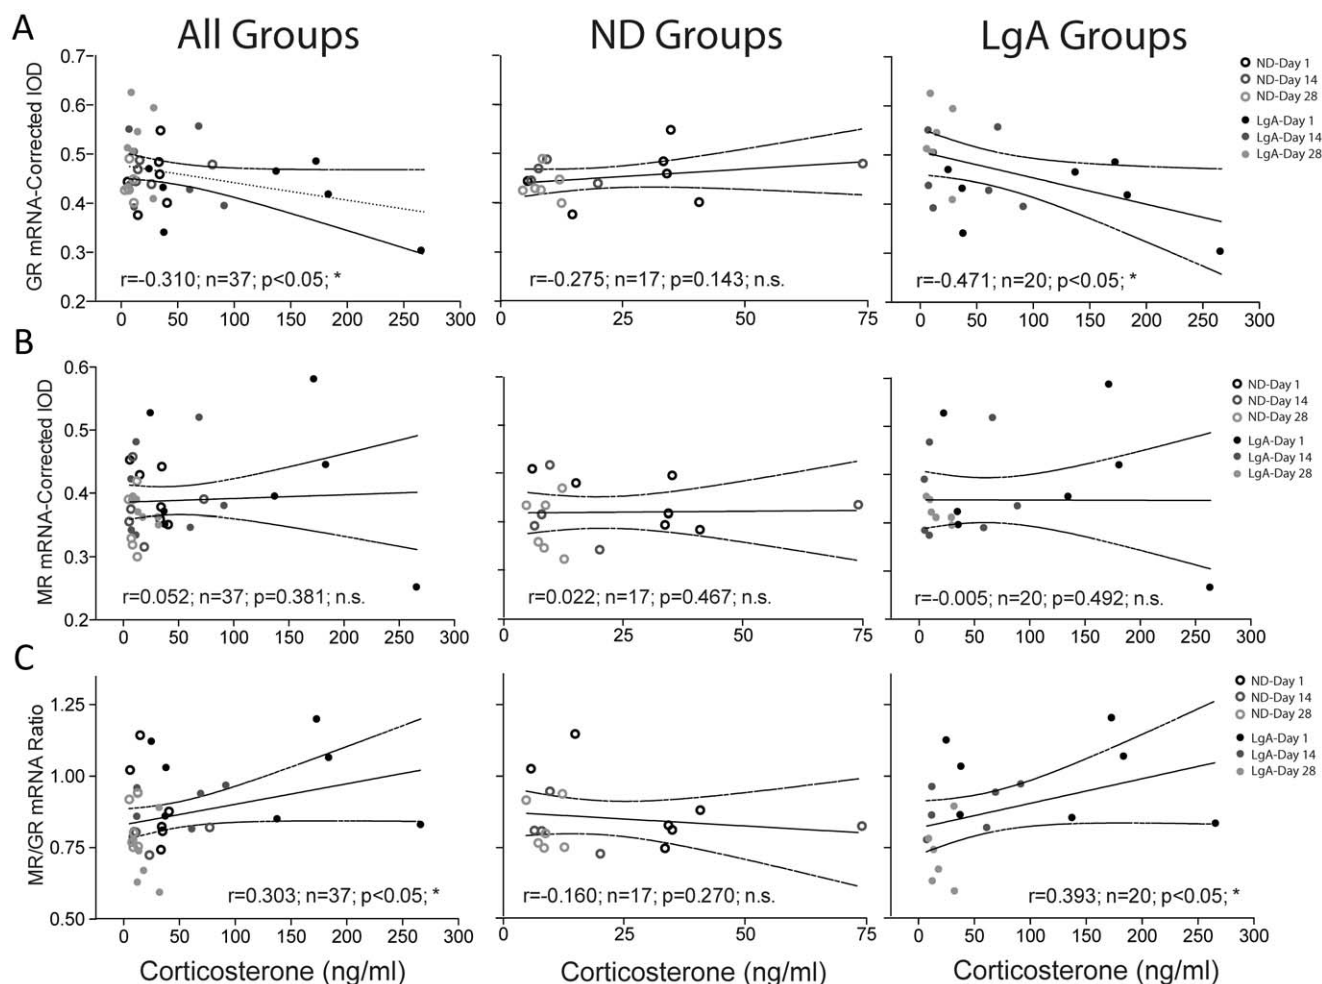 A
All Groups
ND Groups
LgA Groups
GR mRNA-Corrected IOD
0.7
0.6
0.5
0.4
0.3
0.2
r=-0.310; n=37; p<0.05; *
0 50 100 150 200 250 300
r=-0.275; n=17; p=0.143; n.s.
0 25 50 75
r=-0.471; n=20; p<0.05; *
0 50 100 150 200 250 300
ND-Day 1
ND-Day 14
ND-Day 28
LgA-Day 1
LgA-Day 14
LgA-Day 28
B
MR mRNA-Corrected IOD
0.6
0.5
0.4
0.3
0.2
r=0.052; n=37; p=0.381; n.s.
0 50 100 150 200 250 300
r=0.022; n=17; p=0.467; n.s.
0 25 50 75
r=-0.005; n=20; p=0.492; n.s.
0 50 100 150 200 250 300
ND-Day 1
ND-Day 14
ND-Day 28
LgA-Day 1
LgA-Day 14
LgA-Day 28
C
MR/GR mRNA Ratio
1.25
1.00
0.75
0.50
r=0.303; n=37; p<0.05; *
0 50 100 150 200 250 300
Corticosterone (ng/ml)
r=-0.160; n=17; p=0.270; n.s.
0 25 50 75
Corticosterone (ng/ml)
r=0.393; n=20; p<0.05; *
0 50 100 150 200 250 300
Corticosterone (ng/ml)
ND-Day 1
ND-Day 14
ND-Day 28
LgA-Day 1
LgA-Day 14
LgA-Day 28